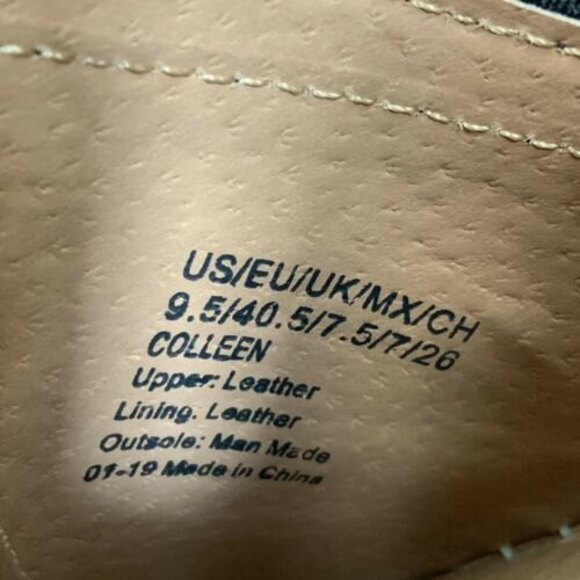 US/EU/UK/MX/CH
9.5/40.5/7.5/7/26
COLLEEN
Upper: Leather
Lining: Leather
Outsole: Man Made
01-19 Made in China